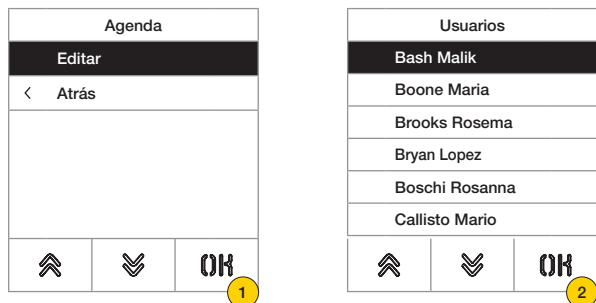 Agenda
Editar
< Atrás
OK
1
Usuarios
Bash Malik
Boone Maria
Brooks Rosema
Bryan Lopez
Boschi Rosanna
Callisto Mario
OK
2